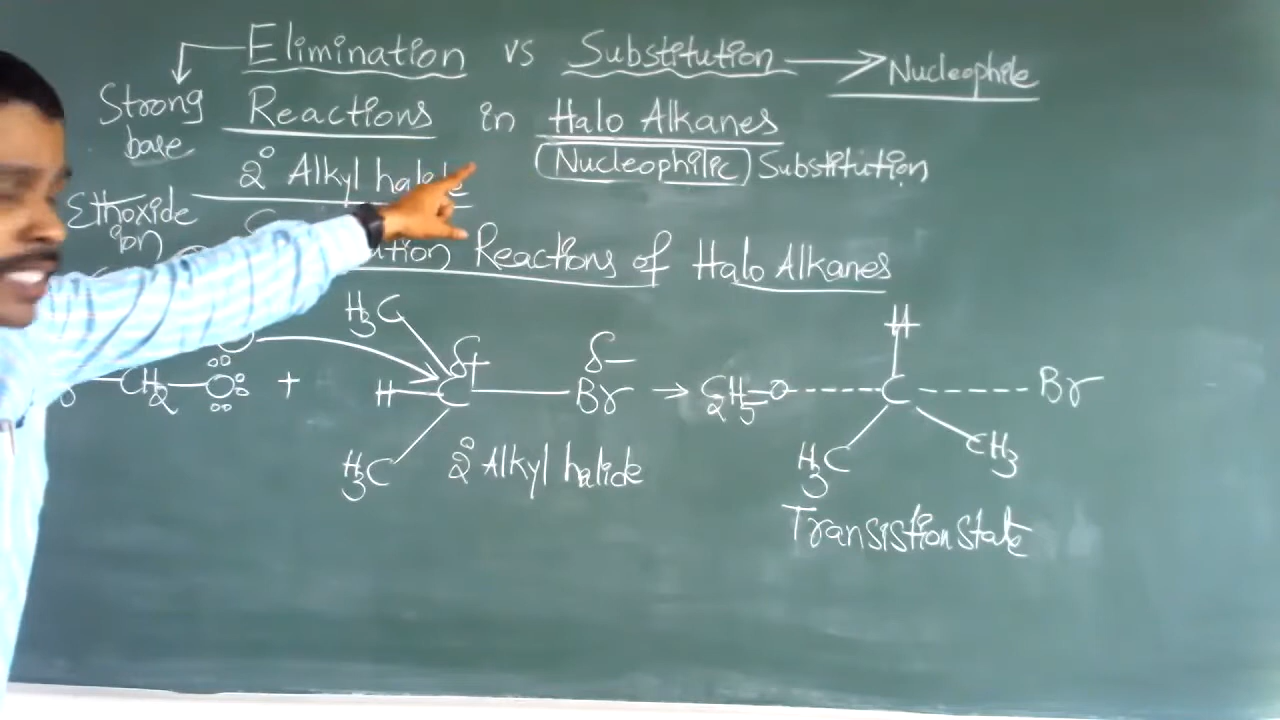 Elimination vs Substitution → Nucleophile
Strong base
Reactions in Halo Alkanes
2° Alkyl halide
Nucleophilic Substitution
Ethoxide ion
Reactions of Halo Alkanes
H3C
δ+ δ−
CH2—O + H—C—Br → C2H5—O-----C-----Br
H
H3C
2° Alkyl halide
H3C CH3
Transistion state